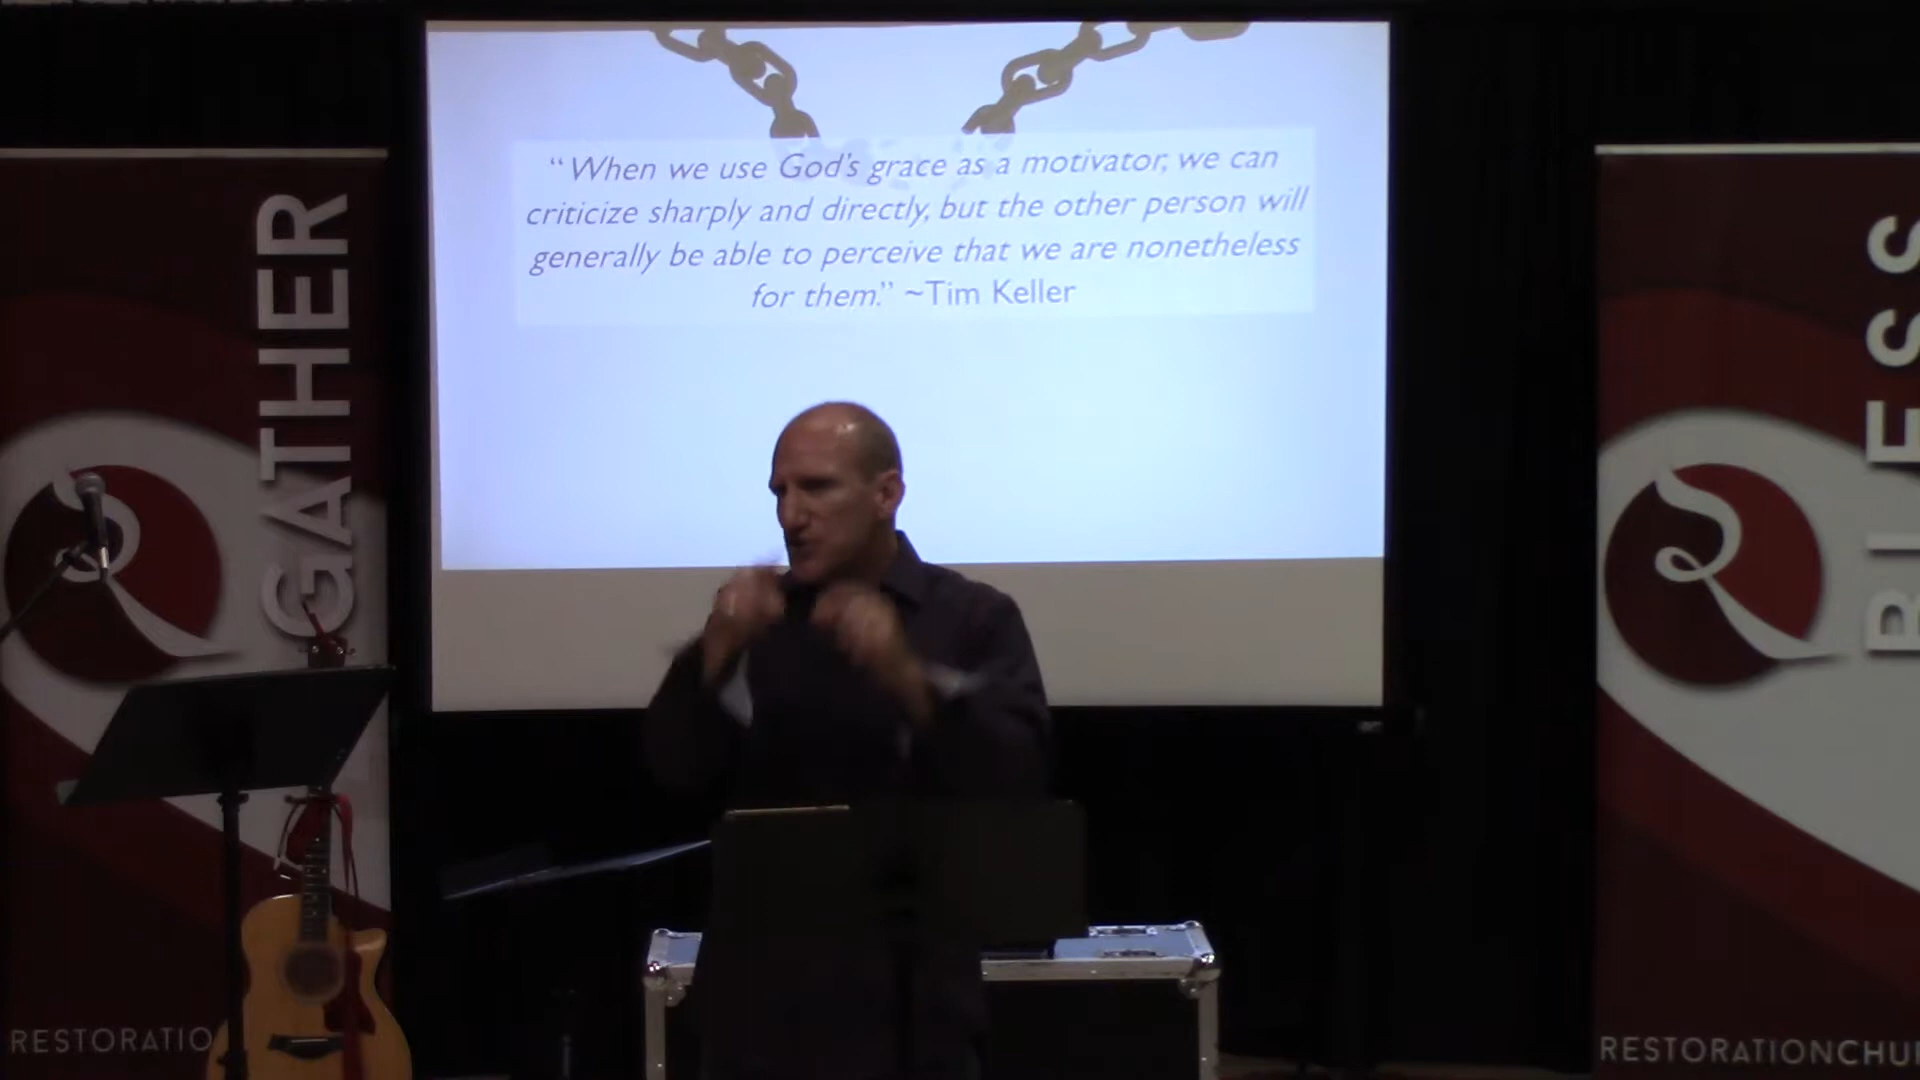 “When we use God's grace as a motivator, we can
criticize sharply and directly, but the other person will
generally be able to perceive that we are nonetheless
for them.” ~Tim Keller
GATHER
BLESS
RESTORATIO
RESTORATIONCHU